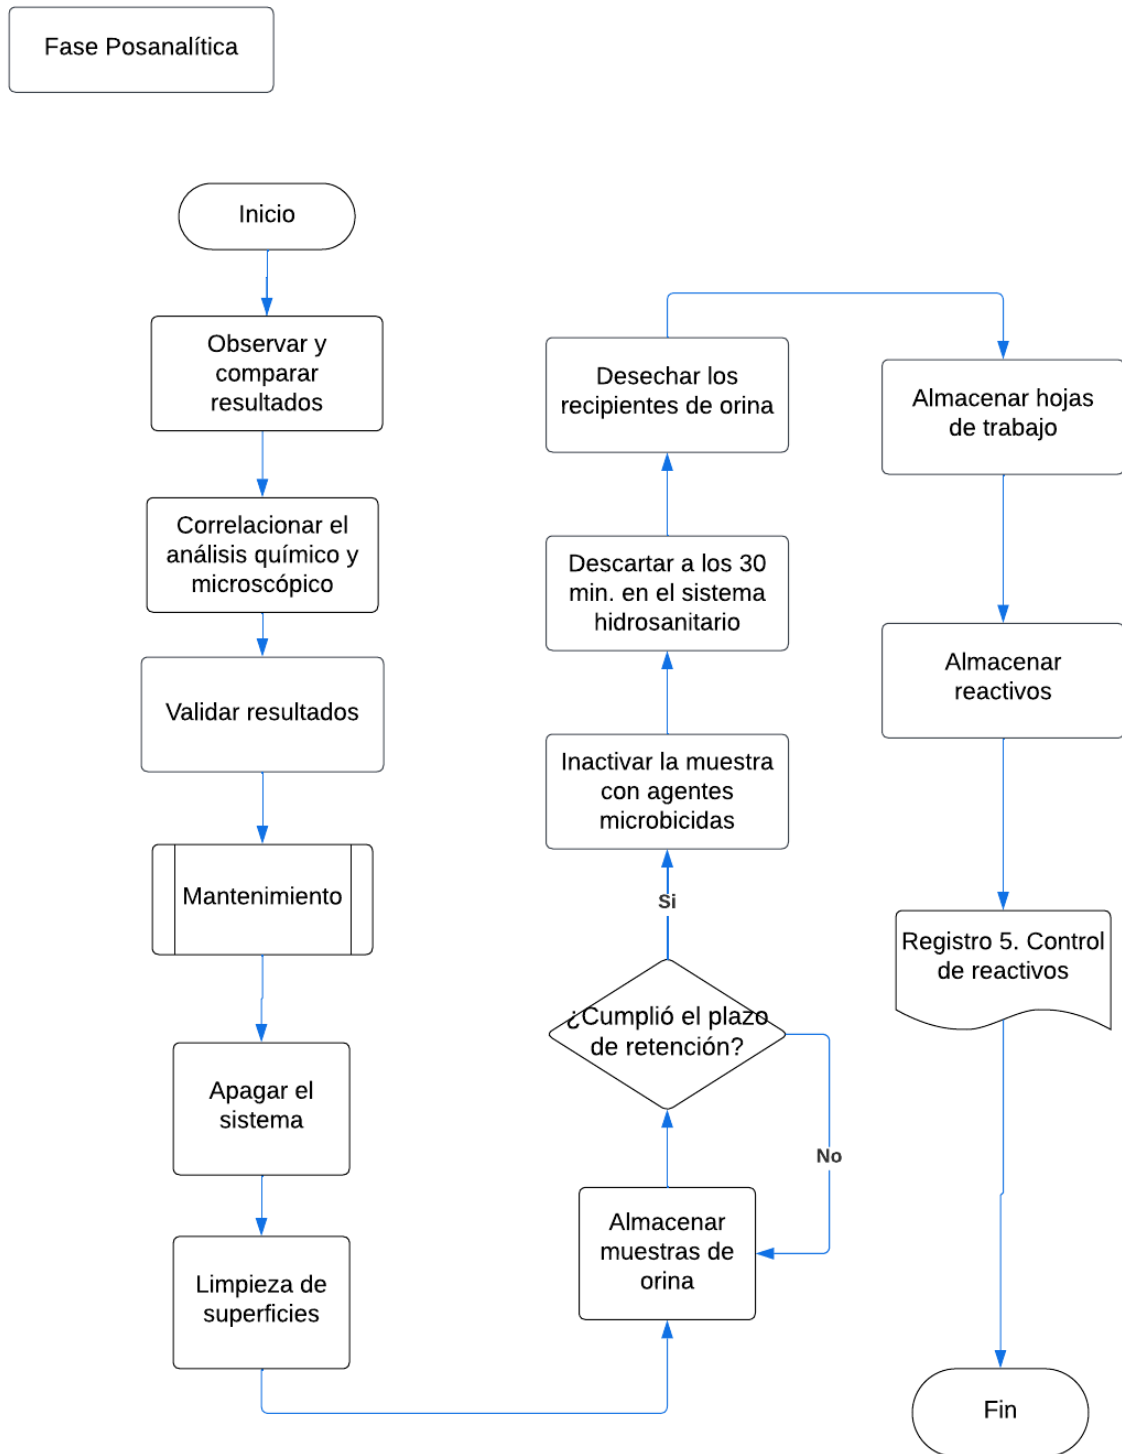 Fase Posanalítica
Inicio
Observar y
comparar
resultados
Correlacionar el
análisis químico y
microscópico
Validar resultados
Mantenimiento
Apagar el
sistema
Limpieza de
superficies
Almacenar
muestras de
orina
¿Cumplió el plazo
de retención?
No
Si
Inactivar la muestra
con agentes
microbicidas
Descartar a los 30
min. en el sistema
hidrosanitario
Desechar los
recipientes de orina
Almacenar hojas
de trabajo
Almacenar
reactivos
Registro 5. Control
de reactivos
Fin